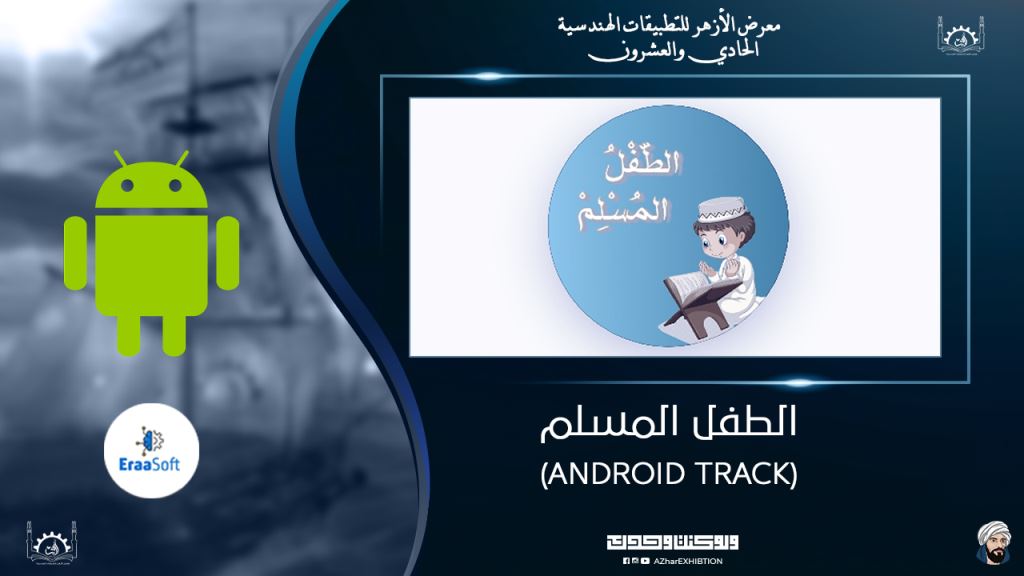 معرض الأزهر للتطبيقات الهندسية
الحادي والعشرون
الطِّفْلُ
المُسْلِمْ
EraaSoft
الطفل المسلم
(ANDROID TRACK)
AZharEXHIBTION